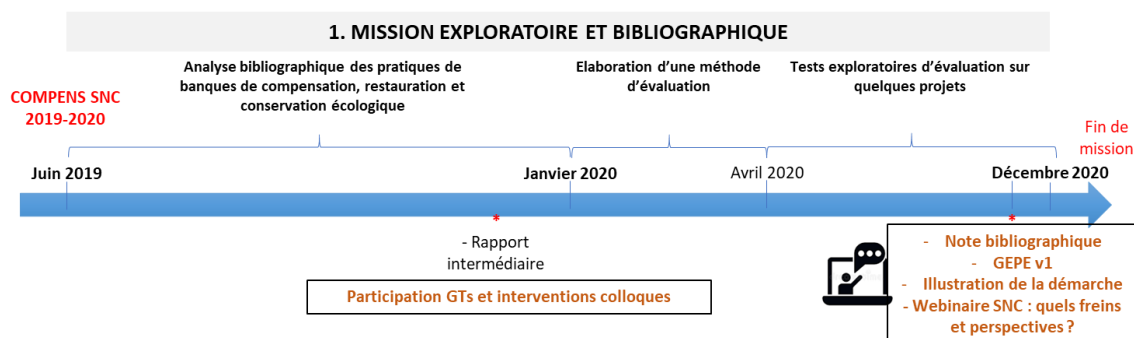 1. MISSION EXPLORATOIRE ET BIBLIOGRAPHIQUE
Analyse bibliographique des pratiques de
banques de compensation, restauration et
conservation écologique
Elaboration d'une méthode
d'évaluation
Tests exploratoires d'évaluation sur
quelques projets
COMPENS SNC
2019-2020
Fin de
mission
Juin 2019
Janvier 2020
Avril 2020
Décembre 2020
*
*
- Rapport
intermédiaire
Participation GTs et interventions colloques
- Note bibliographique
- GEPE v1
- Illustration de la démarche
- Webinaire SNC : quels freins
et perspectives ?